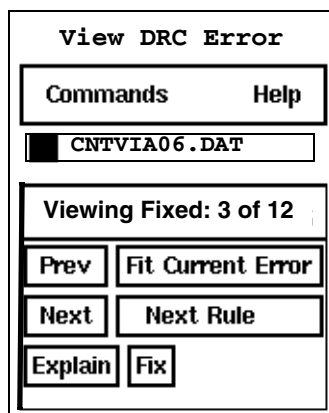 View DRC Error
Commands Help
CNTVIA06.DAT
Viewing Fixed: 3 of 12
Prev Fit Current Error
Next Next Rule
Explain Fix